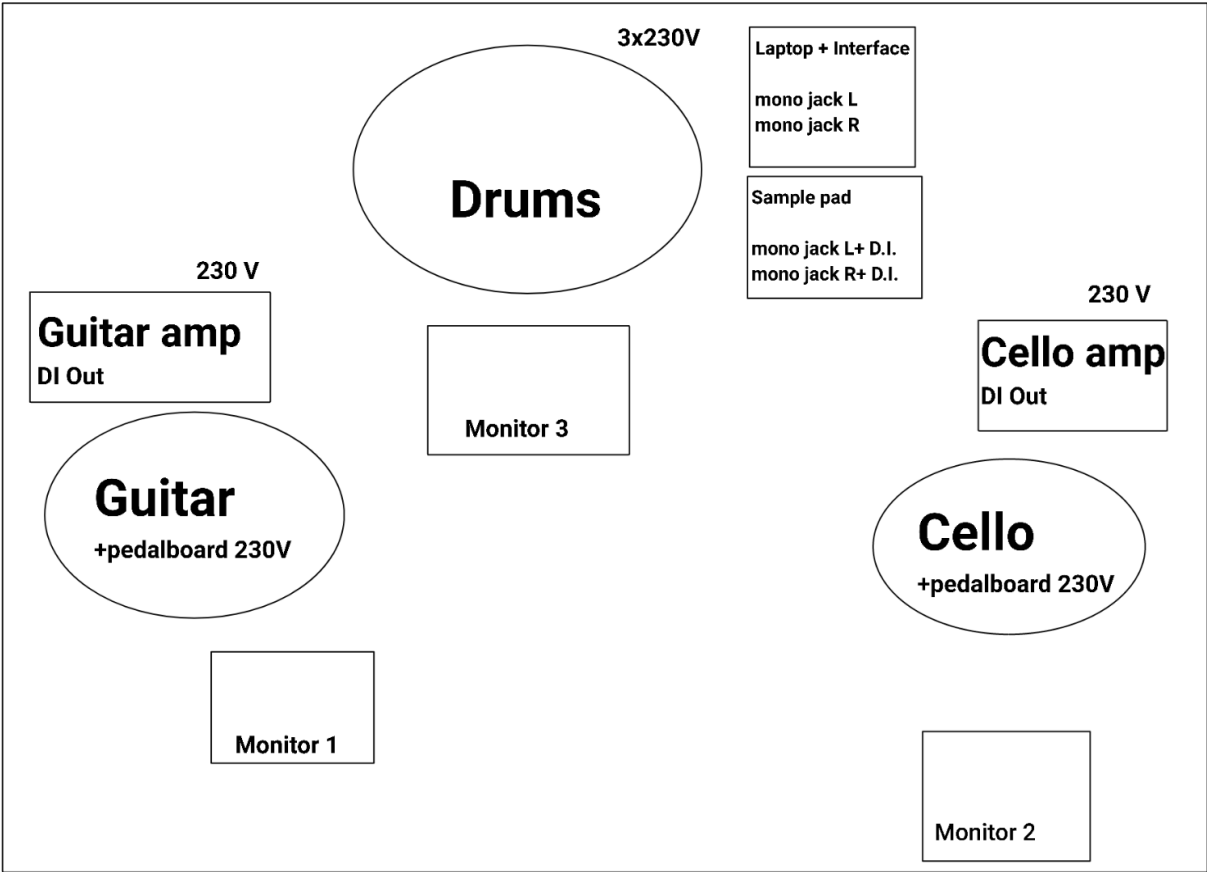 3x230V
Laptop + Interface
mono jack L
mono jack R
Drums
Sample pad
mono jack L+ D.I.
mono jack R+ D.I.
230 V
Guitar amp
DI Out
230 V
Cello amp
DI Out
Monitor 3
Guitar
+pedalboard 230V
Cello
+pedalboard 230V
Monitor 1
Monitor 2